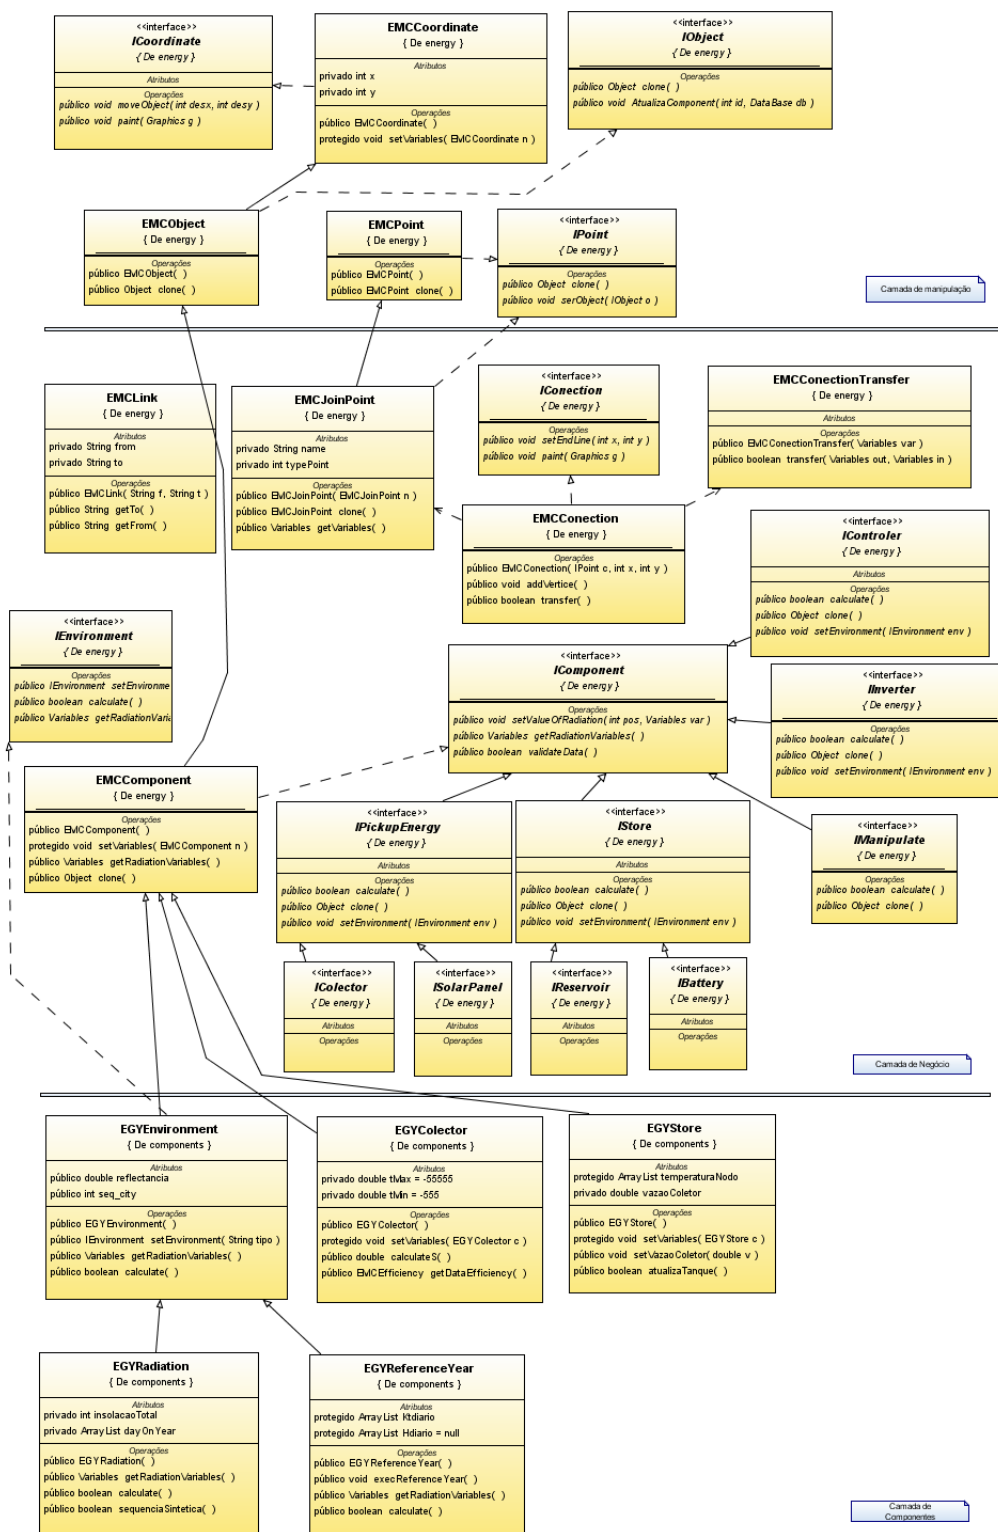 <<interface>>
ICoordinate
{ De energy }
Atributos
Operações
público void moveObject( int desx, int desy )
público void paint( Graphics g )
EMCCoordinate
{ De energy }
Atributos
privado int x
privado int y
Operações
público EMCCoordinate( )
protegido void setVariables( EMCCoordinate n )
<<interface>>
IObject
{ De energy }
Operações
público Object clone( )
público void AtualizaComponent( int id, DataBase db )
EMCObject
{ De energy }
Operações
público EMCObject( )
público Object clone( )
EMCPoint
{ De energy }
Operações
público EMCPoint( )
público EMCPoint clone( )
<<interface>>
IPoint
{ De energy }
Operações
público Object clone( )
público void serObject( IObject o )
Camada de manipulação
EMCLink
{ De energy }
Atributos
privado String from
privado String to
Operações
público EMCLink( String f, String t )
público String getTo( )
público String getFrom( )
EMCJoinPoint
{ De energy }
Atributos
privado String name
privado int typePoint
Operações
público EMCJoinPoint( EMCJoinPoint n )
público EMCJoinPoint clone( )
público Variables getVariables( )
<<interface>>
IConection
{ De energy }
Operações
público void setEndLine( int x, int y )
público void paint( Graphics g )
EMCConectionTransfer
{ De energy }
Atributos
Operações
público EMCConectionTransfer( Variables var )
público boolean transfer( Variables out, Variables in )
EMCConection
{ De energy }
Operações
público EMCConection( IPoint c, int x, int y )
público void addVertice( )
público boolean transfer( )
<<interface>>
IControler
{ De energy }
Atributos
Operações
público boolean calculate( )
público Object clone( )
público void setEnvironment( IEnvironment env )
<<interface>>
IEnvironment
{ De energy }
Operações
público IEnvironment setEnvironme
público boolean calculate( )
público Variables getRadiationVaria
<<interface>>
IComponent
{ De energy }
Operações
público void setValueOfRadiation( int pos, Variables var )
público Variables getRadiationVariables( )
público boolean validateData( )
<<interface>>
IInverter
{ De energy }
Operações
público boolean calculate( )
público Object clone( )
público void setEnvironment( IEnvironment env )
EMCComponent
{ De energy }
Operações
público EMCComponent( )
protegido void setVariables( EMCComponent n )
público Variables getRadiationVariables( )
público Object clone( )
<<interface>>
IPickupEnergy
{ De energy }
Atributos
Operações
público boolean calculate( )
público Object clone( )
público void setEnvironment( IEnvironment env )
<<interface>>
IStore
{ De energy }
Atributos
Operações
público boolean calculate( )
público Object clone( )
público void setEnvironment( IEnvironment env )
<<interface>>
IManipulate
{ De energy }
Operações
público boolean calculate( )
público Object clone( )
<<interface>>
IColector
{ De energy }
Atributos
Operações
<<interface>>
ISolarPanel
{ De energy }
Atributos
Operações
<<interface>>
IReservoir
{ De energy }
Atributos
Operações
<<interface>>
IBattery
{ De energy }
Atributos
Operações
Camada de Negócio
EGYEnvironment
{ De components }
Atributos
público double reflectancia
público int seq_city
Operações
público EGYEnvironment( )
público IEnvironment setEnvironment( String tipo )
público Variables getRadiationVariables( )
público boolean calculate( )
EGYColector
{ De components }
Atributos
privado double tMax = -55555
privado double tMin = -555
Operações
público EGYColector( )
protegido void setVariables( EGYColector c )
público double calculateS( )
público EMCEfficiency getDataEfficiency( )
EGYStore
{ De components }
Atributos
protegido ArrayList temperaturaNodo
privado double vazaoColetor
Operações
público EGYStore( )
protegido void setVariables( EGYStore c )
público void setVazaoColetor( double v )
público boolean atualizaTanque( )
EGYRadiation
{ De components }
Atributos
privado int insolacaoTotal
privado ArrayList dayOnYear
Operações
público EGYRadiation( )
público Variables getRadiationVariables( )
público boolean calculate( )
público boolean sequenciaSintetica( )
EGYReferenceYear
{ De components }
Atributos
protegido ArrayList Ktdiario
protegido ArrayList Hdiario = null
Operações
público EGYReferenceYear( )
público void execReferenceYear( )
público Variables getRadiationVariables( )
público boolean calculate( )
Camada de
Componentes